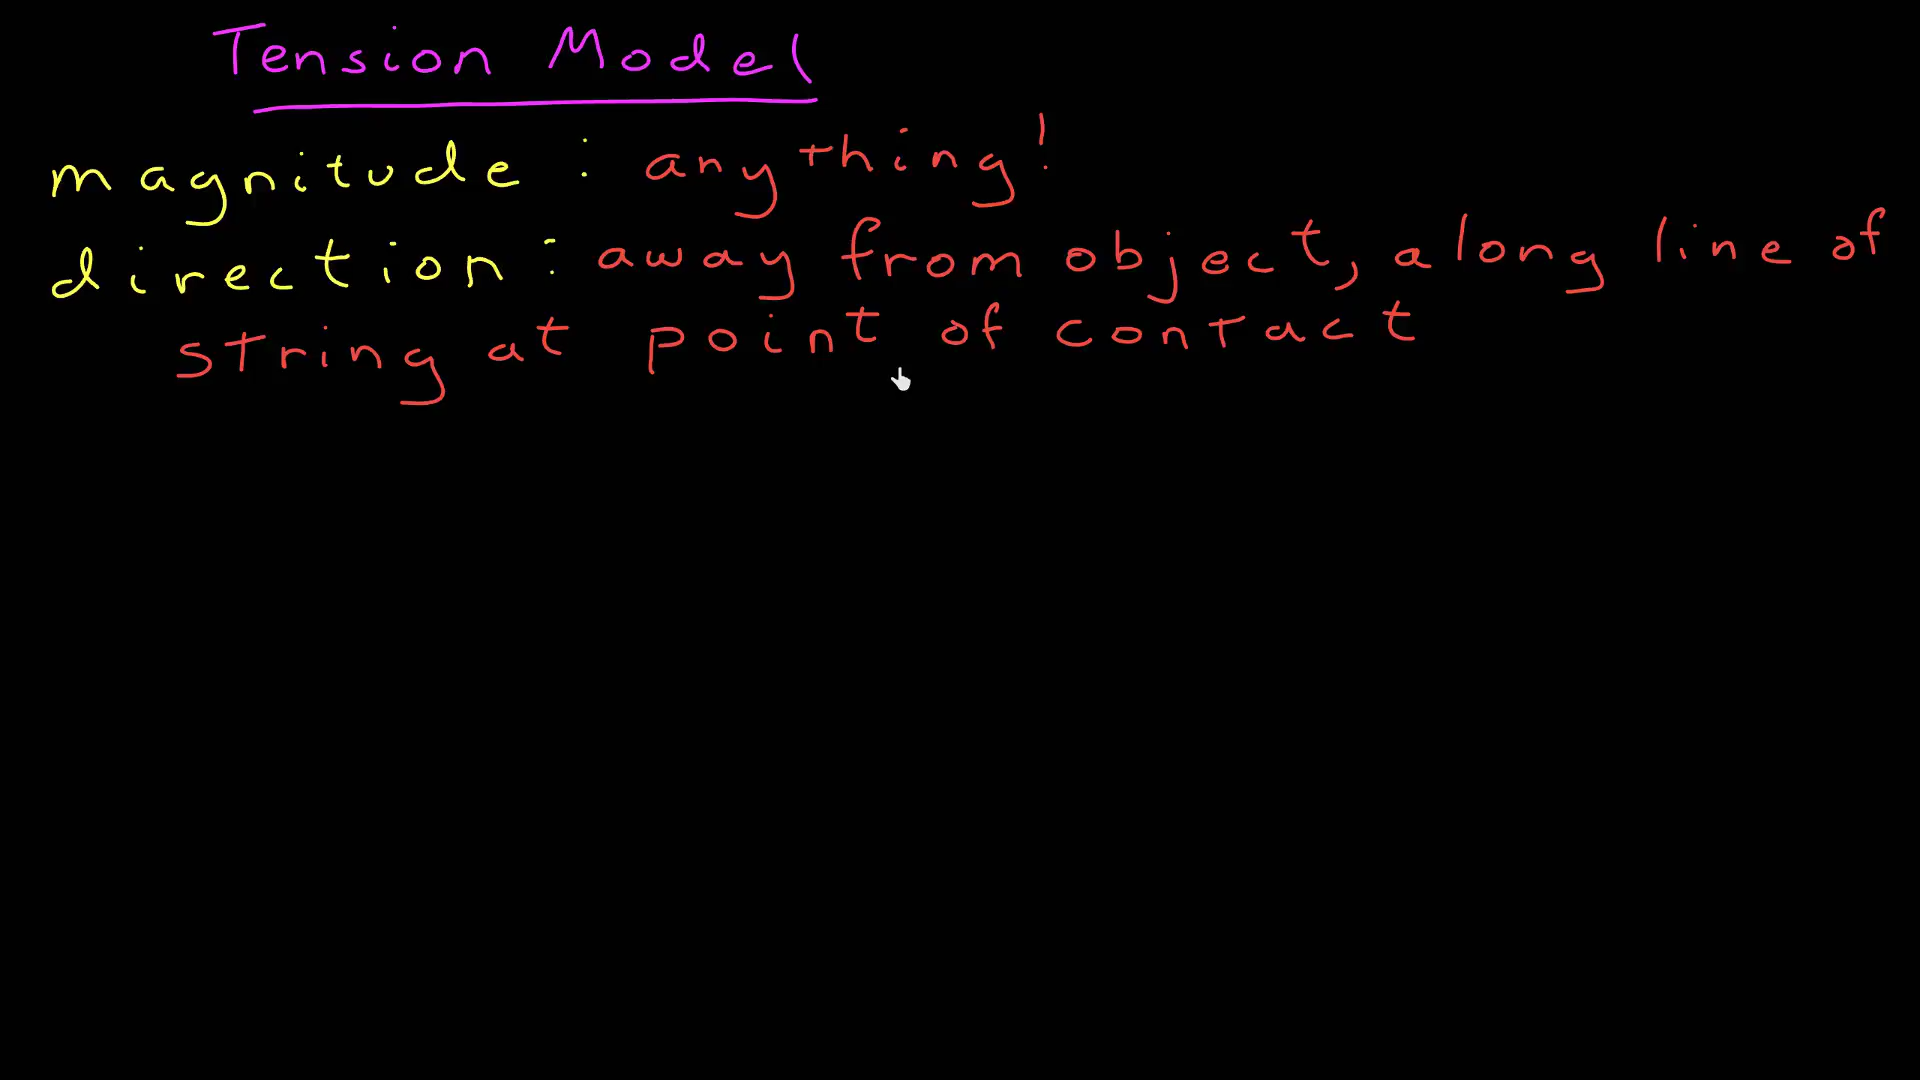 Tension Model
magnitude: anything!
direction: away from object, along line of
string at point of contact